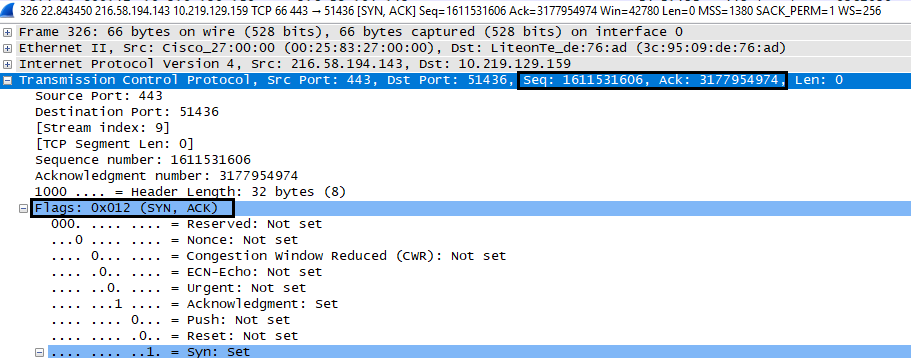 326 22.843450 216.58.194.143 10.219.129.159 TCP 66 443 → 51436 [SYN, ACK] Seq=1611531606 Ack=3177954974 Win=42780 Len=0 MSS=1380 SACK_PERM=1 WS=256
Frame 326: 66 bytes on wire (528 bits), 66 bytes captured (528 bits) on interface 0
Ethernet II, Src: Cisco_27:00:00 (00:25:83:27:00:00), Dst: LiteonTe_de:76:ad (3c:95:09:de:76:ad)
Internet Protocol Version 4, Src: 216.58.194.143, Dst: 10.219.129.159
Transmission Control Protocol, Src Port: 443, Dst Port: 51436, Seq: 1611531606, Ack: 3177954974, Len: 0
Source Port: 443
Destination Port: 51436
[Stream index: 9]
[TCP Segment Len: 0]
Sequence number: 1611531606
Acknowledgment number: 3177954974
1000 .... = Header Length: 32 bytes (8)
Flags: 0x012 (SYN, ACK)
000. .... .... = Reserved: Not set
...0 .... .... = Nonce: Not set
.... 0... .... = Congestion Window Reduced (CWR): Not set
.... .0.. .... = ECN-Echo: Not set
.... ..0. .... = Urgent: Not set
.... ...1 .... = Acknowledgment: Set
.... .... 0... = Push: Not set
.... .... .0.. = Reset: Not set
.... .... ..1. = Syn: Set